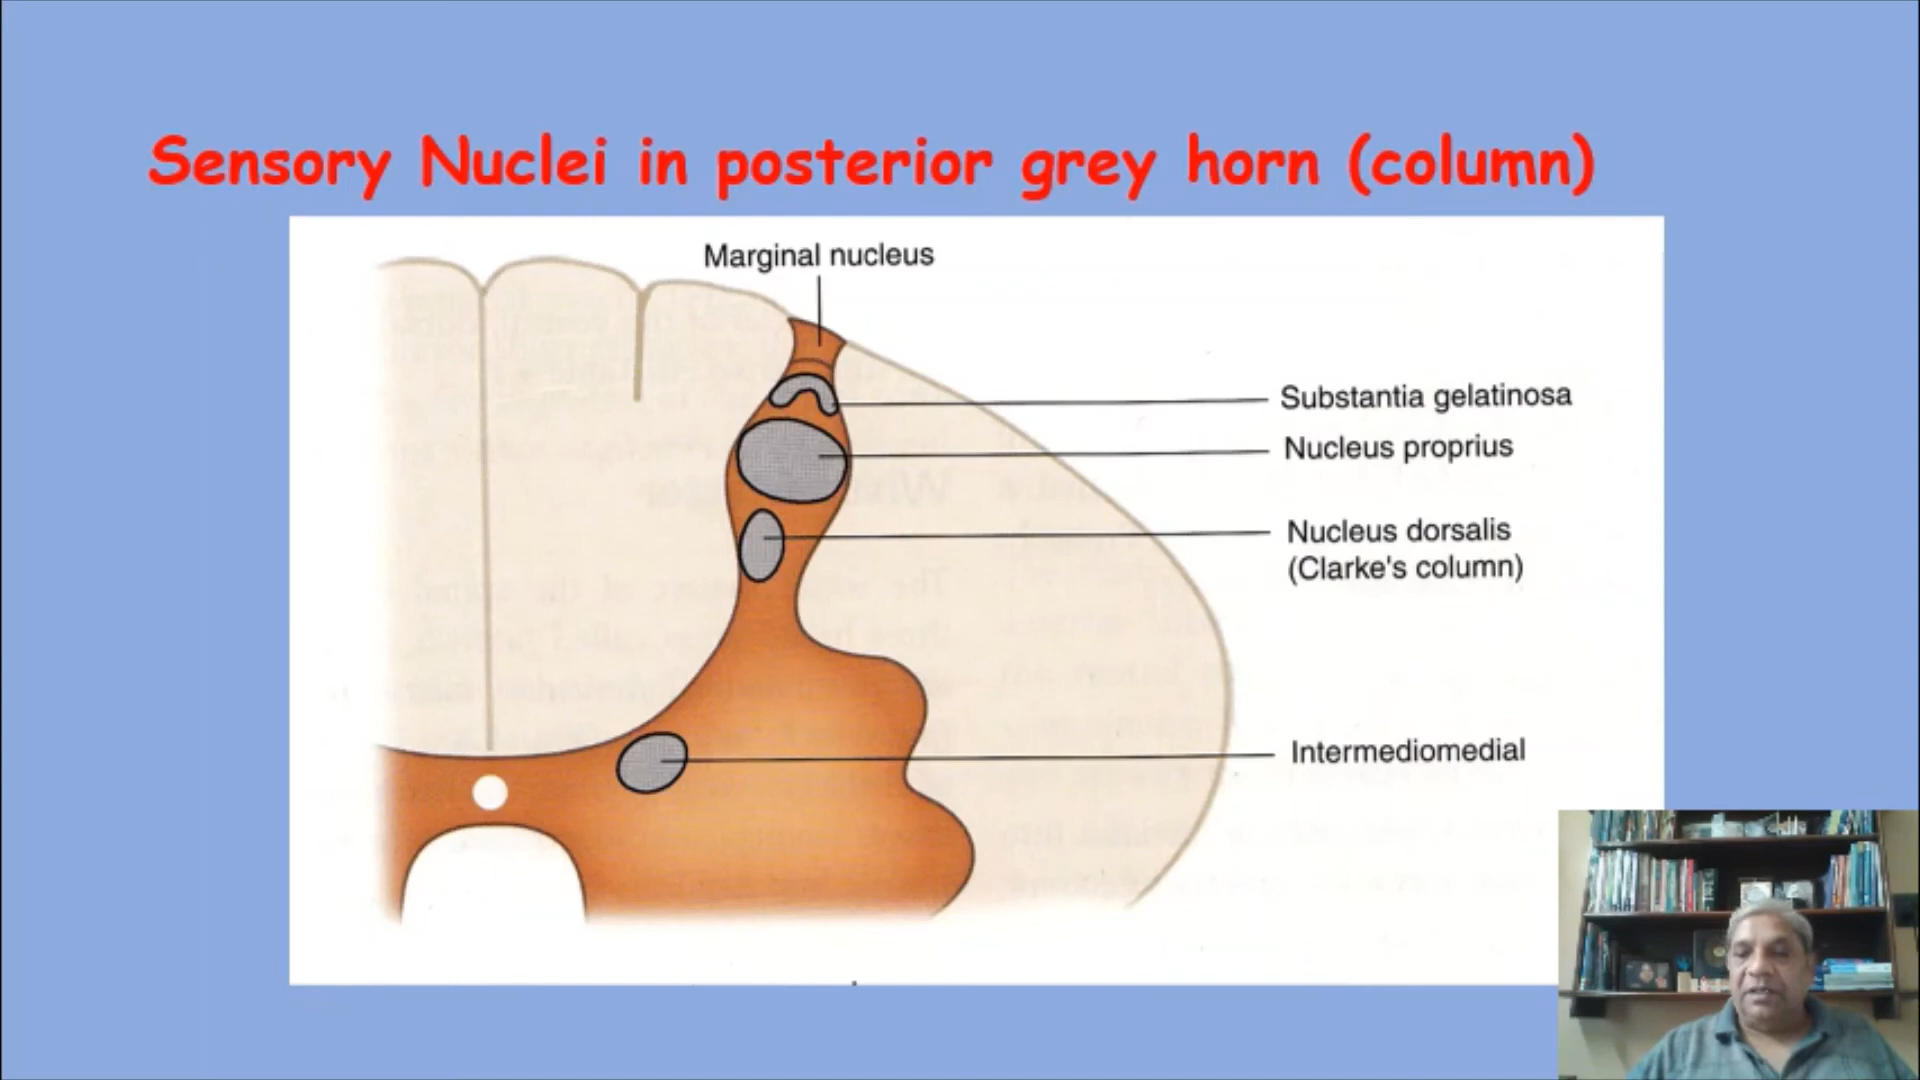 Sensory Nuclei in posterior grey horn (column)
Marginal nucleus
Substantia gelatinosa
Nucleus proprius
Nucleus dorsalis
(Clarke's column)
Intermediomedial